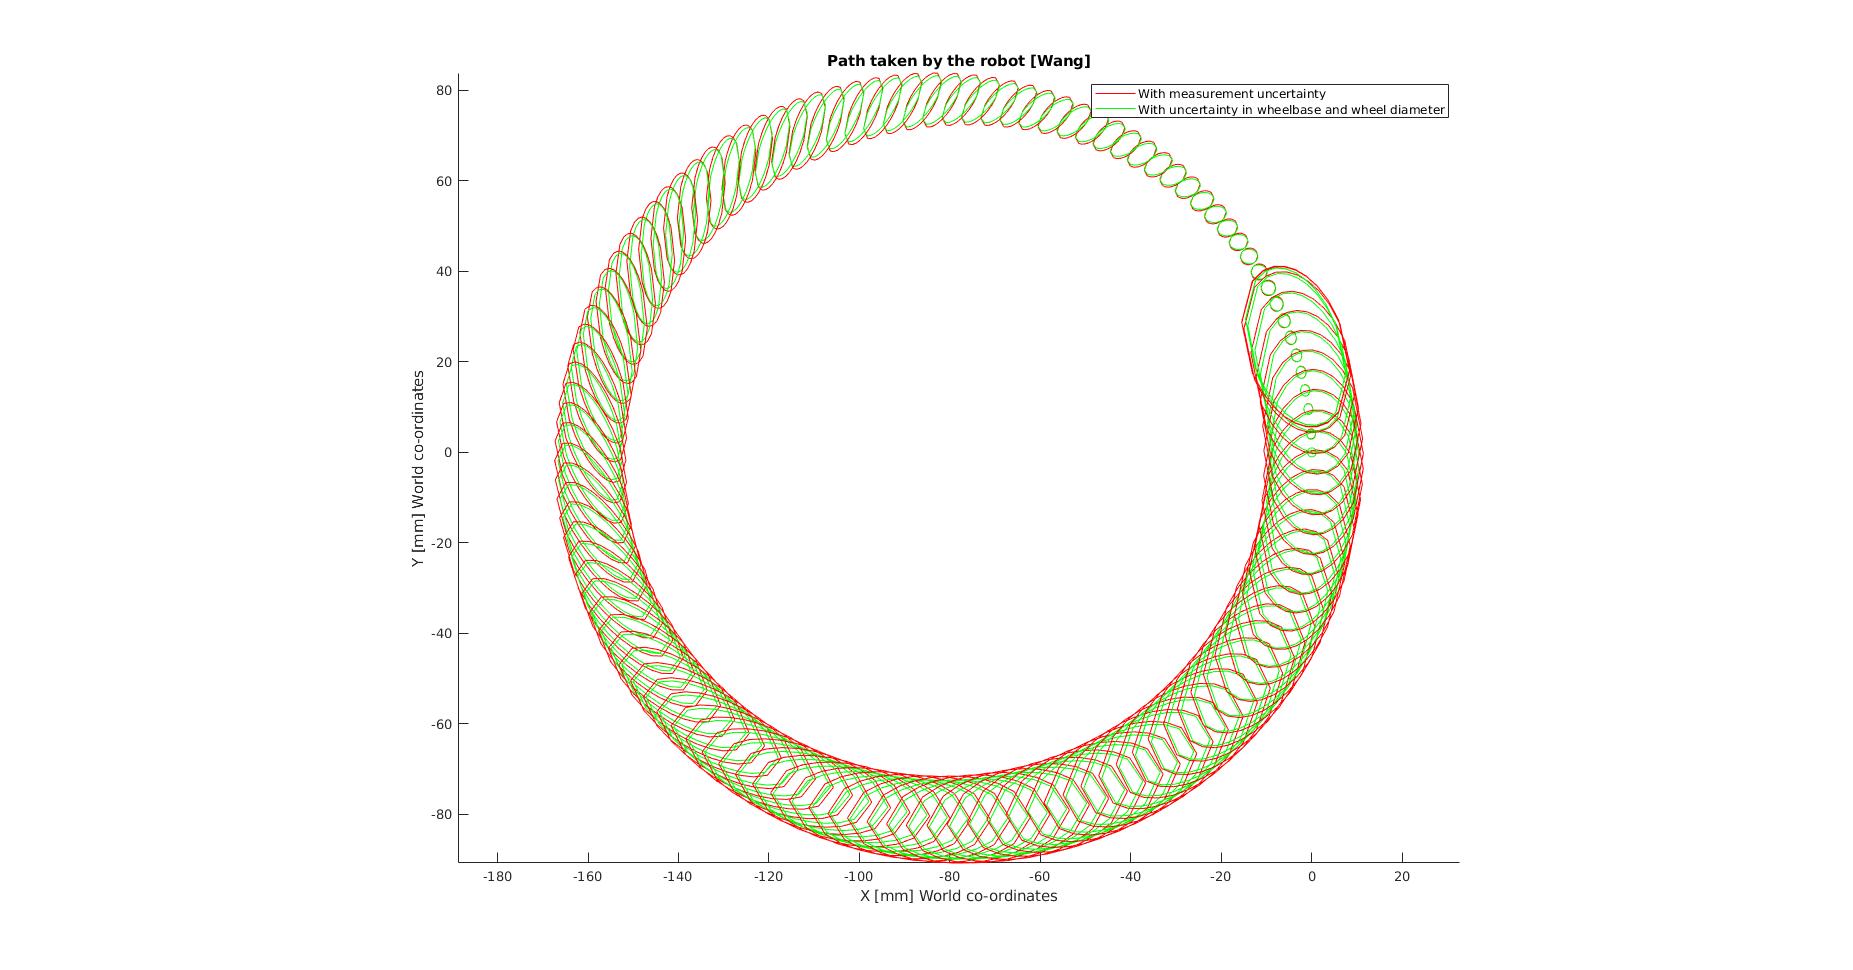 Path taken by the robot [Wang]
With measurement uncertainty
With uncertainty in wheelbase and wheel diameter
80
60
40
20
0
-20
-40
-60
-80
Y [mm] World co-ordinates
-180 -160 -140 -120 -100 -80 -60 -40 -20 0 20
X [mm] World co-ordinates